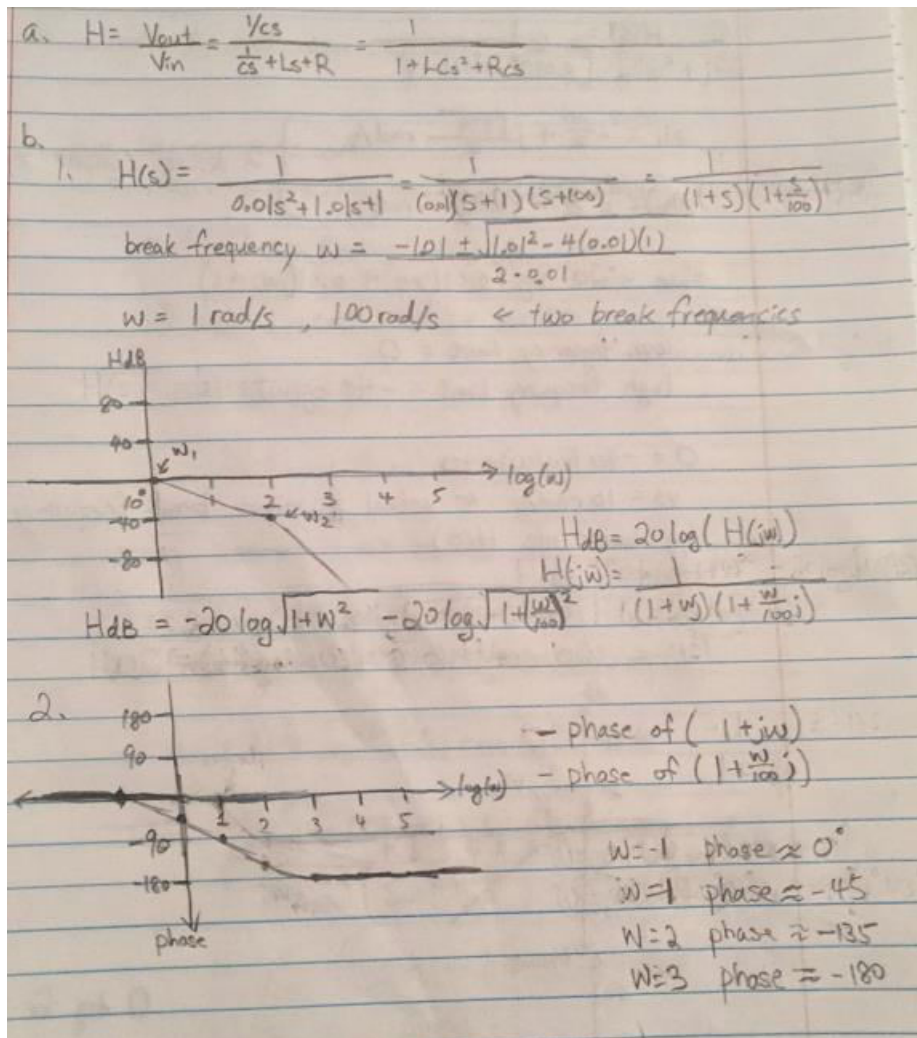 a. H = Vout/Vin = (1/Cs)/(1/Cs + Ls + R) = 1/(1+LCs²+RCs)
b.
1. H(s) = 1/(0.01s²+1.01s+1) = 1/((0.01)(s+1)(s+100)) = 1/((1+s)(1+s/100))
break frequency w = (-1.01 ± √(1.01² - 4(0.01)(1)))/(2·0.01)
w = 1 rad/s , 100 rad/s ← two break frequencies
HdB
80
40
w₁
log(w)
10° 1 2 3 4 5
-40 ← w₂
-80
HdB = 20 log( H(jw))
H(jw) = 1/((1+wj)(1+w/100 j))
HdB = -20 log √(1+w²) - 20 log √(1+(w/100)²)
2.
180
90
log(w)
1 2 3 4 5
-90
-180
phase
- phase of ( 1+jw)
- phase of (1+w/100 j)
w=-1 phase ≈ 0°
w=1 phase ≈ -45
w=2 phase ≈ -135
w=3 phase ≈ -180